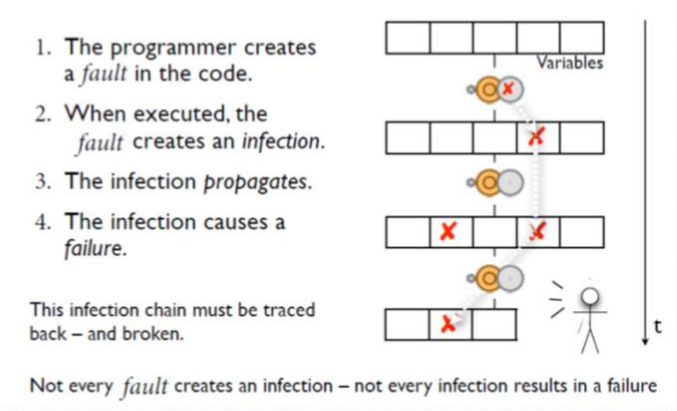 1. The programmer creates
a fault in the code.
2. When executed, the
fault creates an infection.
3. The infection propagates.
4. The infection causes a
failure.
This infection chain must be traced
back – and broken.
Variables
t
Not every fault creates an infection – not every infection results in a failure